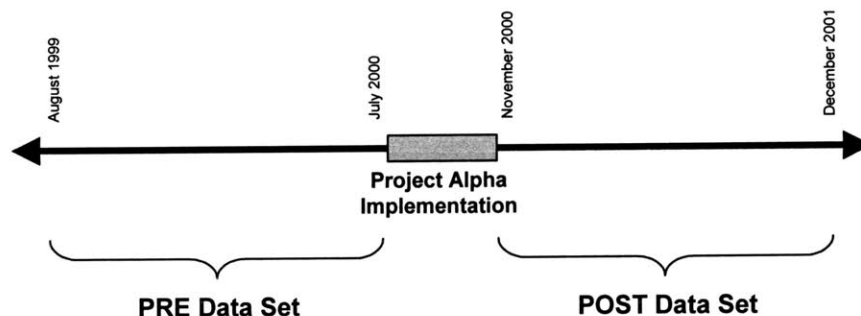 August 1999
July 2000
November 2000
December 2001
Project Alpha
Implementation
PRE Data Set
POST Data Set